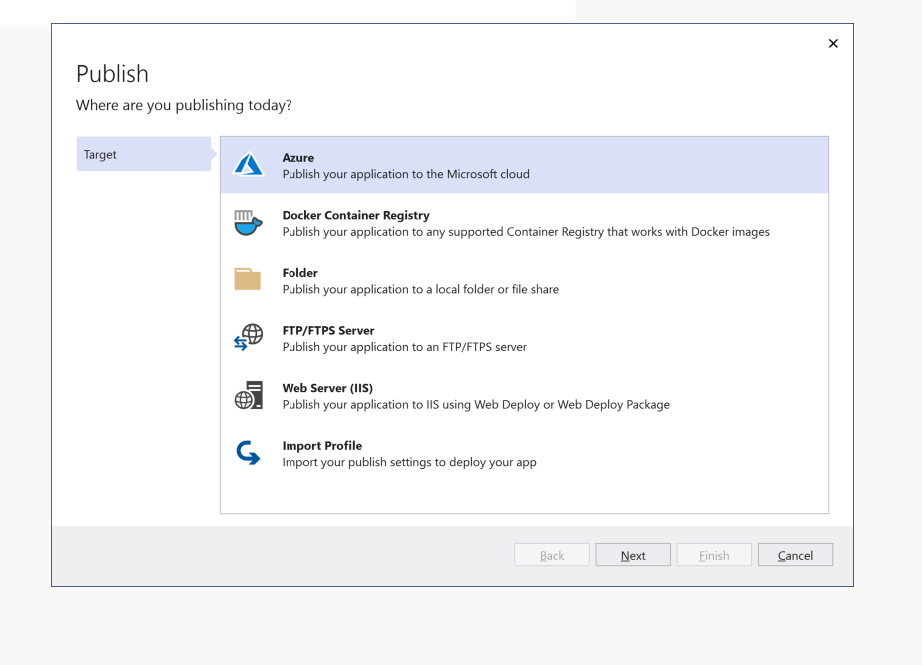 Publish
Where are you publishing today?
Target
Azure
Publish your application to the Microsoft cloud
Docker Container Registry
Publish your application to any supported Container Registry that works with Docker images
Folder
Publish your application to a local folder or file share
FTP/FTPS Server
Publish your application to an FTP/FTPS server
Web Server (IIS)
Publish your application to IIS using Web Deploy or Web Deploy Package
Import Profile
Import your publish settings to deploy your app
Back
Next
Finish
Cancel